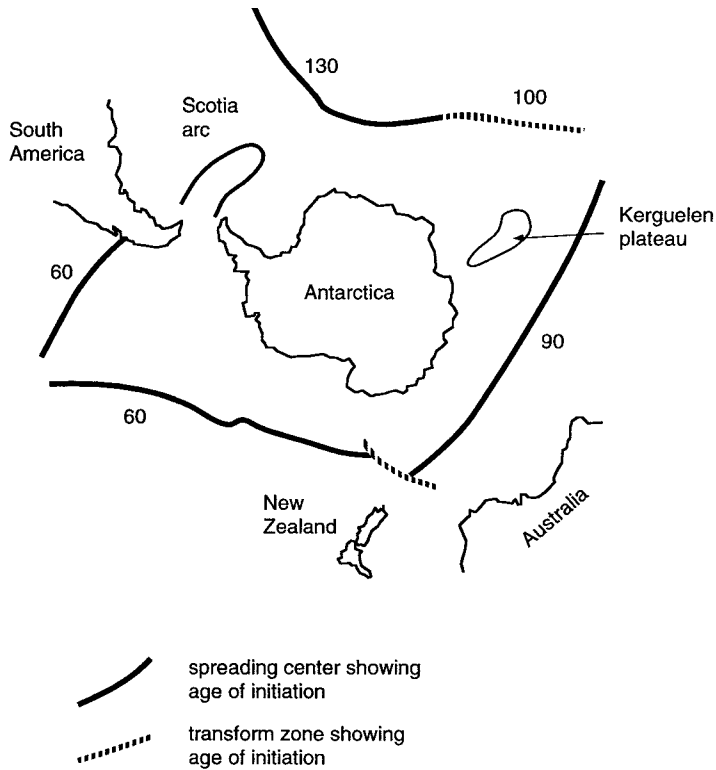 130
100
Scotia
arc
South
America
Kerguelen
plateau
60
Antarctica
90
60
New
Zealand
Australia
spreading center showing
age of initiation
transform zone showing
age of initiation